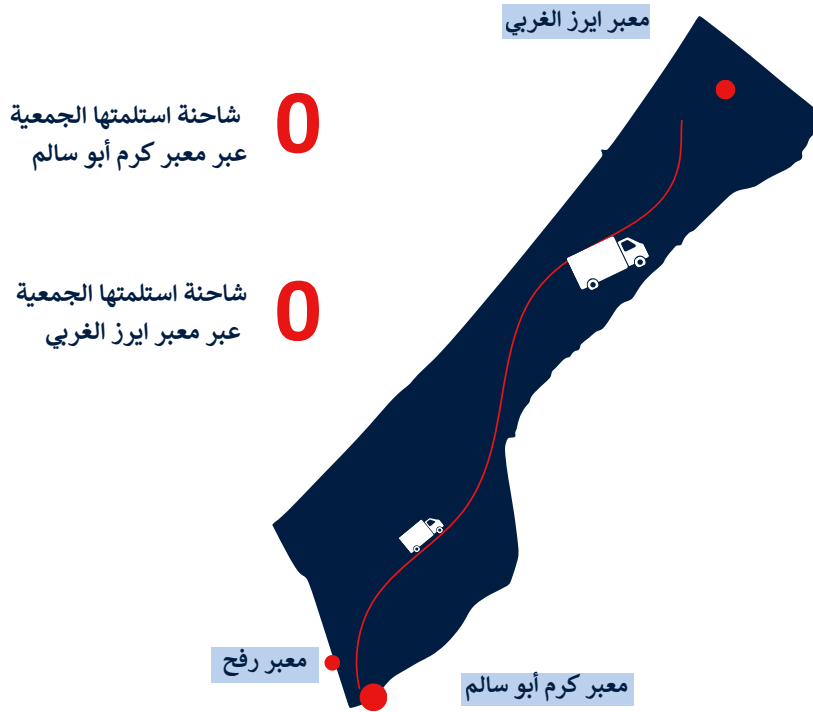 معبر ايرز الغربي
0
شاحنة استلمتها الجمعية
عبر معبر كرم أبو سالم
0
شاحنة استلمتها الجمعية
عبر معبر ايرز الغربي
معبر رفح
معبر كرم أبو سالم